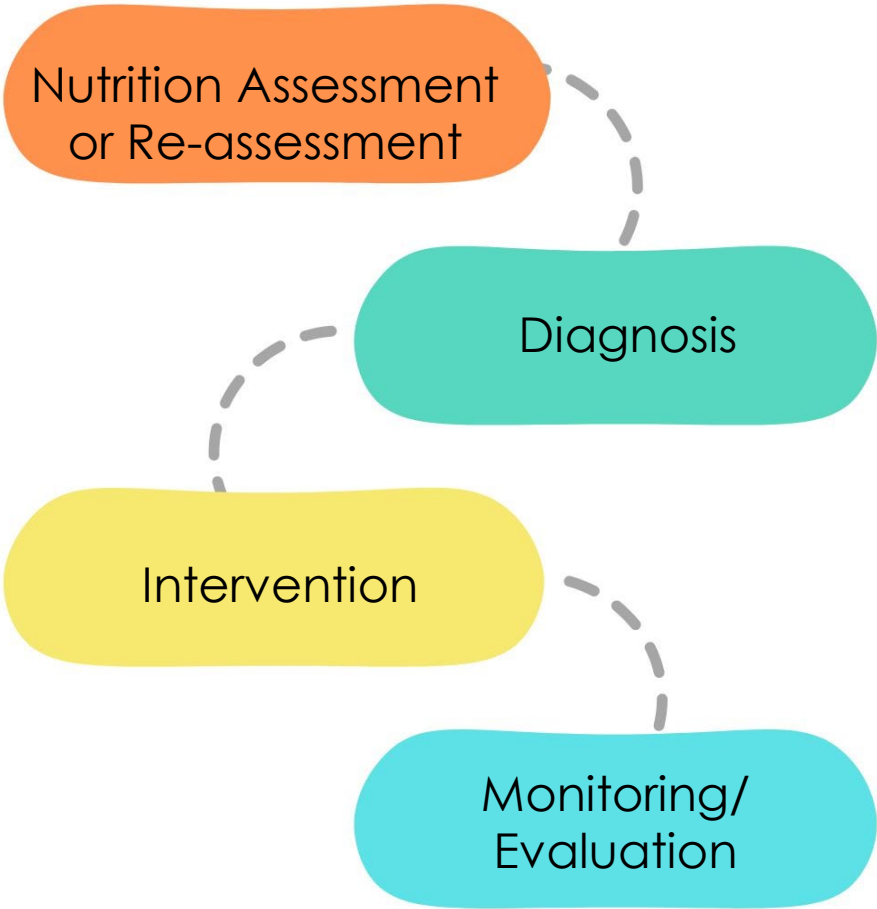 Nutrition Assessment
or Re-assessment
Diagnosis
Intervention
Monitoring/
Evaluation